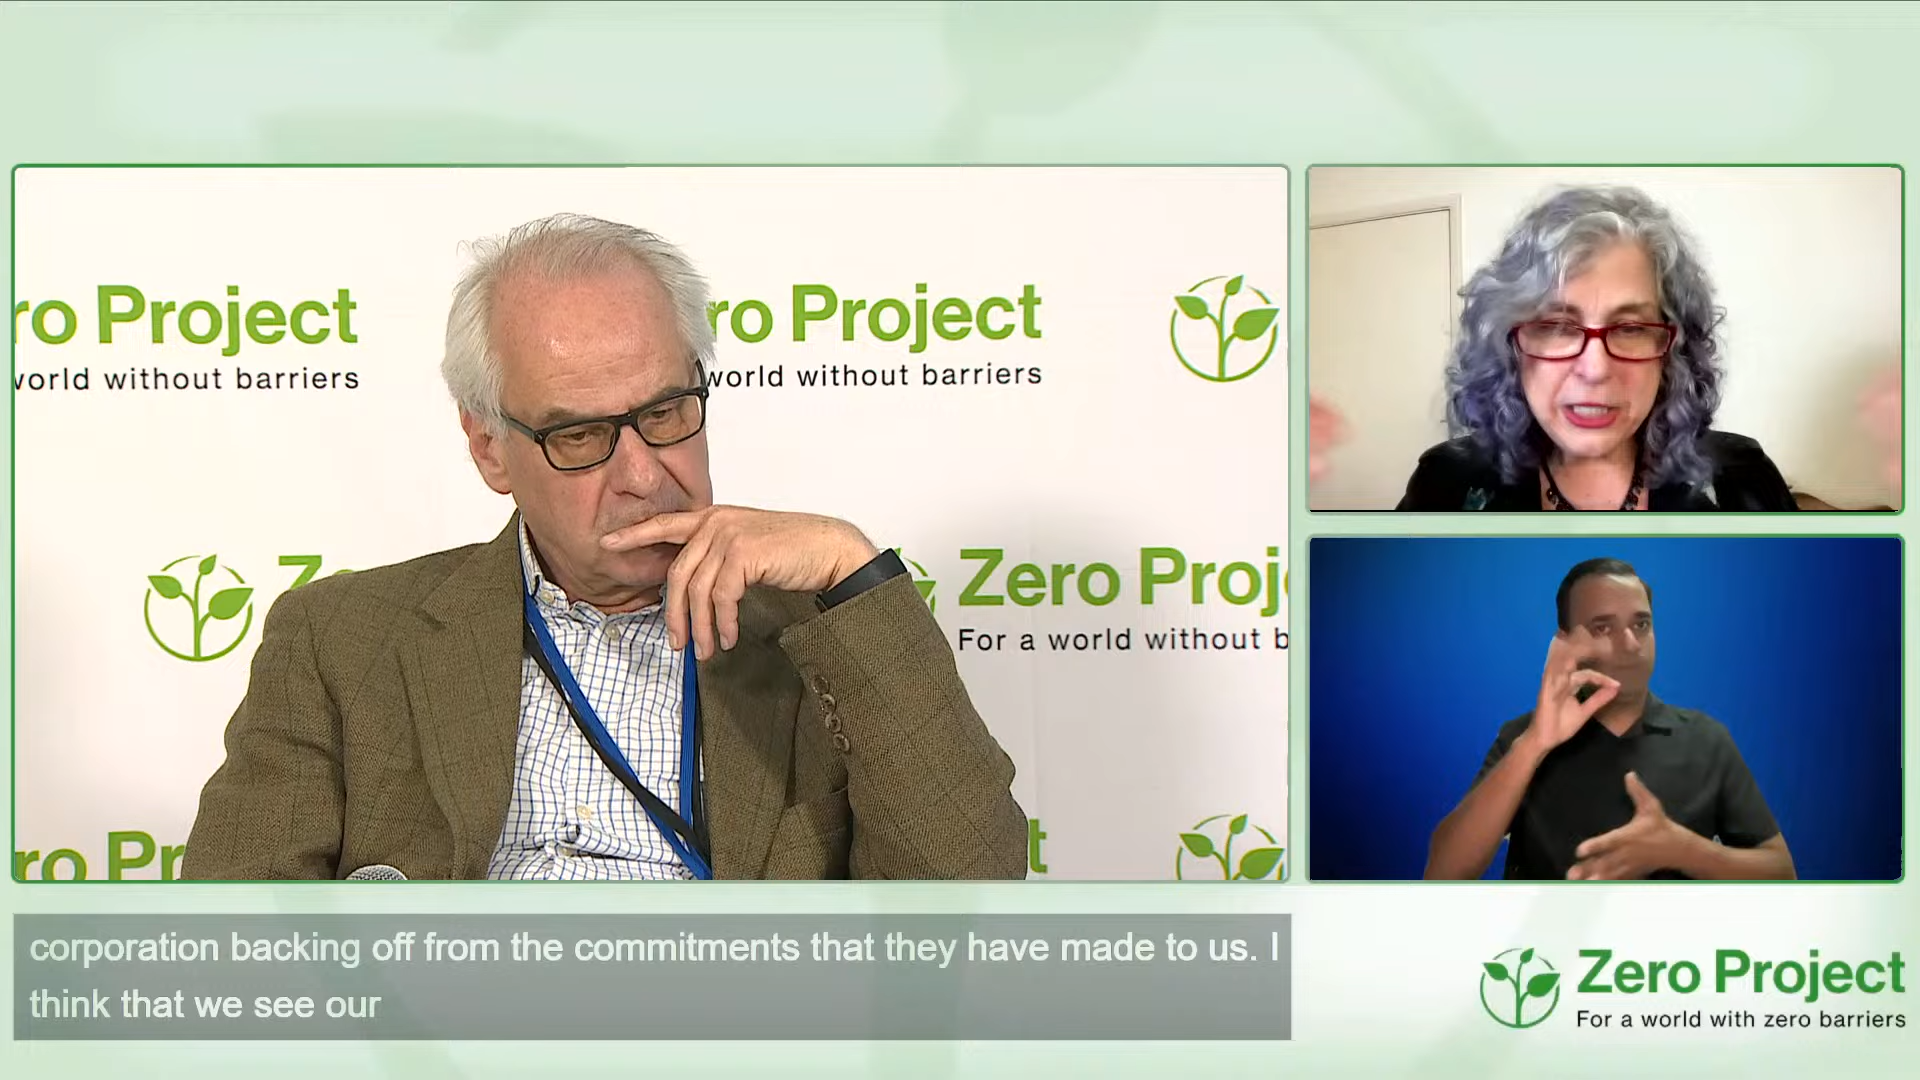 ro Project
world without barriers
ro Project
world without barriers
Ze
Zero Proj
For a world without b
ro Pr
t
corporation backing off from the commitments that they have made to us. I
think that we see our
Zero Project
For a world with zero barriers